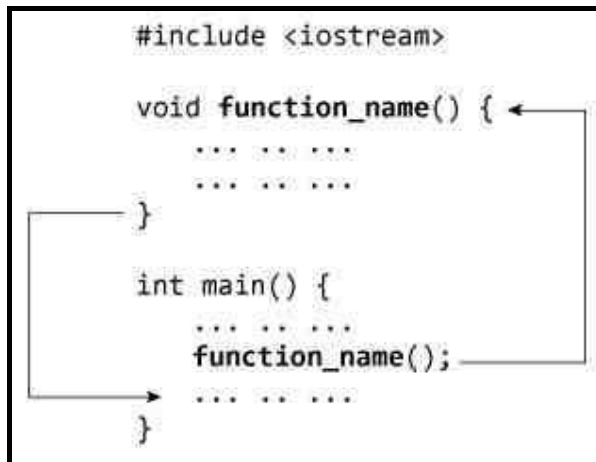 #include <iostream>
void function_name() {
... .. ...
... .. ...
}
int main() {
... .. ...
function_name();
... .. ...
}